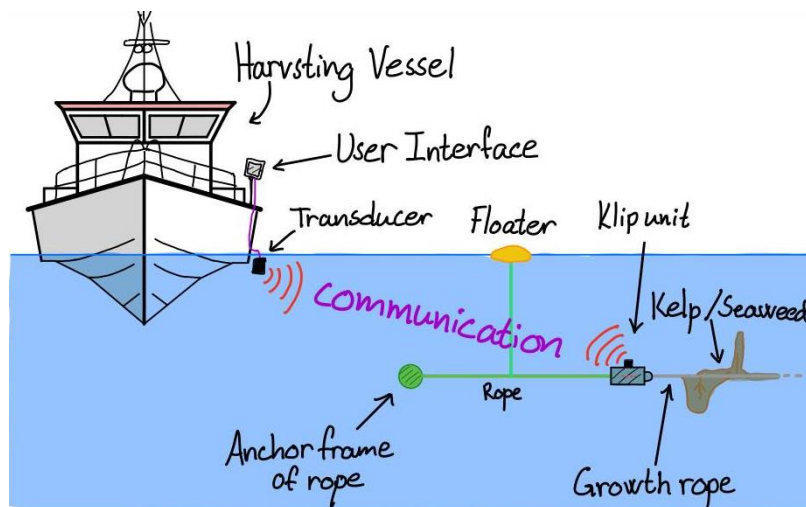 Harvsting Vessel
User Interface
Transducer
Floater
Klip unit
Communication
Kelp/Seaweed
Rope
Anchor frame
of rope
Growth rope